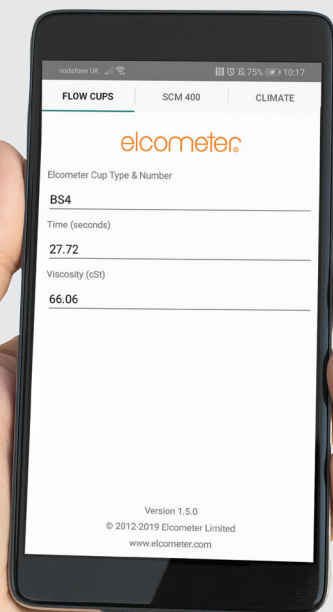 vodafone UK 75% 10:17
FLOW CUPS SCM 400 CLIMATE
elcometer®
Elcometer Cup Type & Number
BS4
Time (seconds)
27.72
Viscosity (cSt)
66.06
Version 1.5.0
© 2012-2019 Elcometer Limited
www.elcometer.com